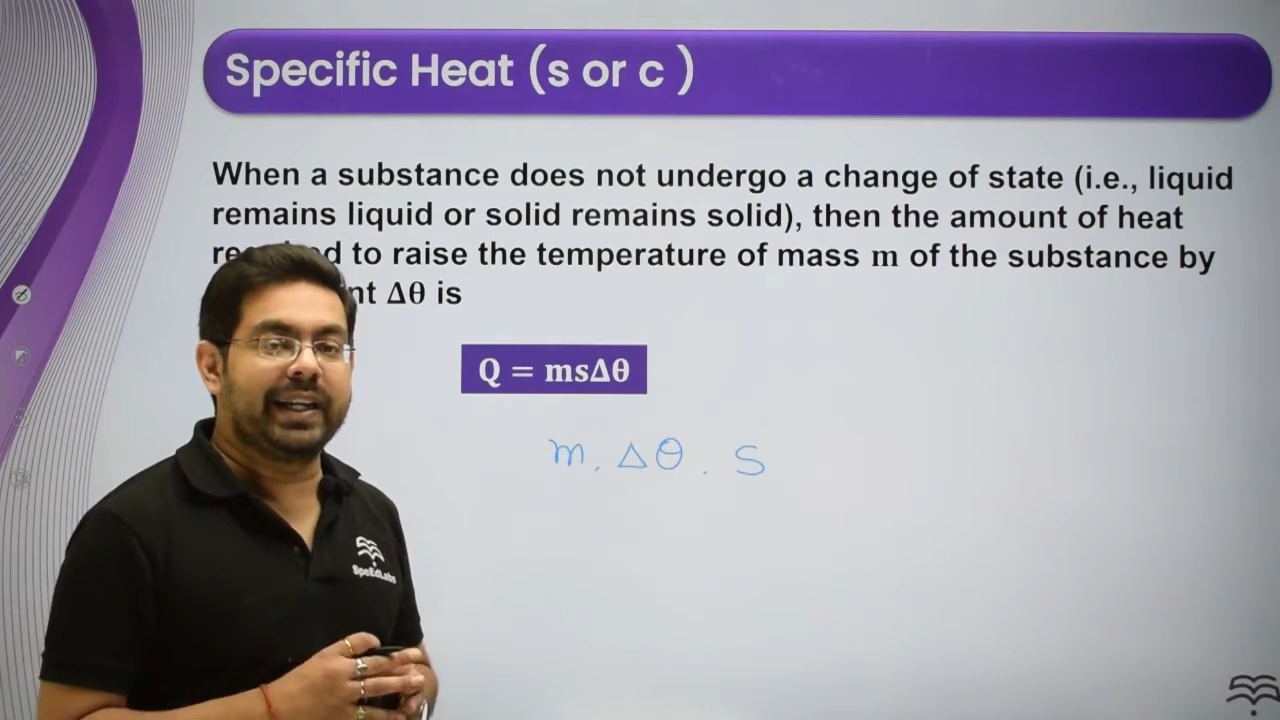 Specific Heat (s or c )
When a substance does not undergo a change of state (i.e., liquid
remains liquid or solid remains solid), then the amount of heat
to raise the temperature of mass m of the substance by
Δθ is
Q = msΔθ
m . Δθ . s
SpeEdLabs